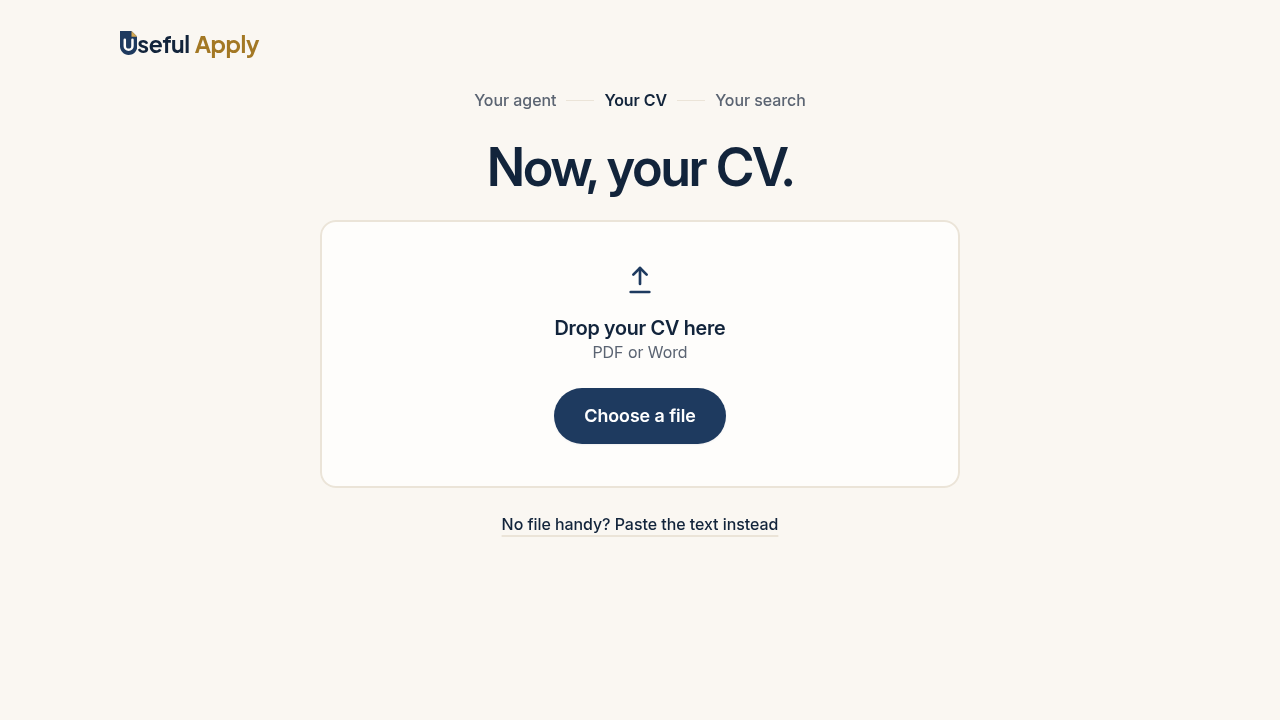 Useful Apply
Your agent
Your CV
Your search
Now, your CV.
Drop your CV here
PDF or Word
Choose a file
No file handy? Paste the text instead